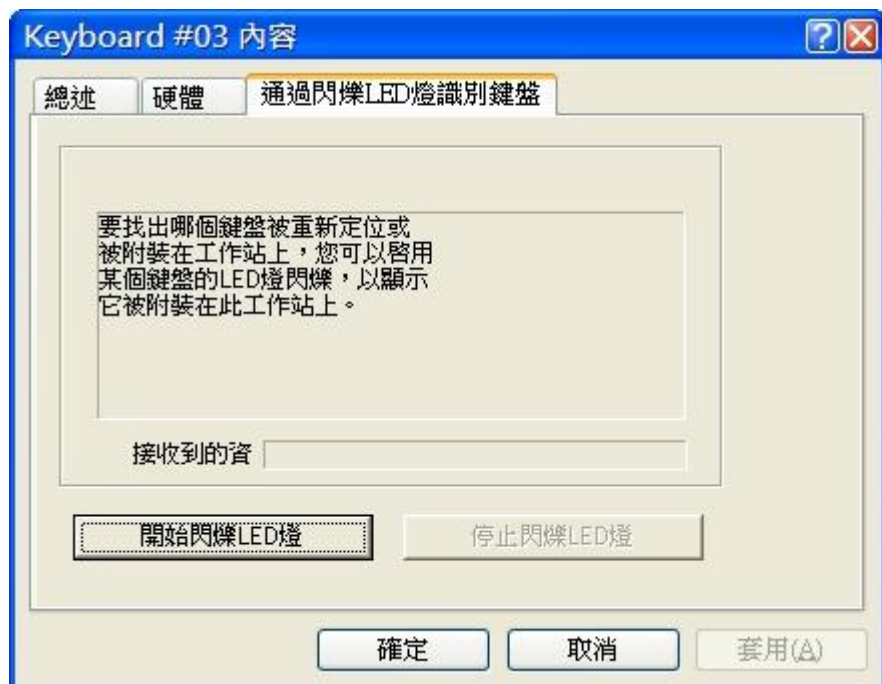 Keyboard #03 內容
總述 硬體 通過閃爍LED燈識別鍵盤
要找出哪個鍵盤被重新定位或
被附裝在工作站上，您可以啓用
某個鍵盤的LED燈閃爍，以顯示
它被附裝在此工作站上。
接收到的資
開始閃爍LED燈 停止閃爍LED燈
確定 取消 套用(A)